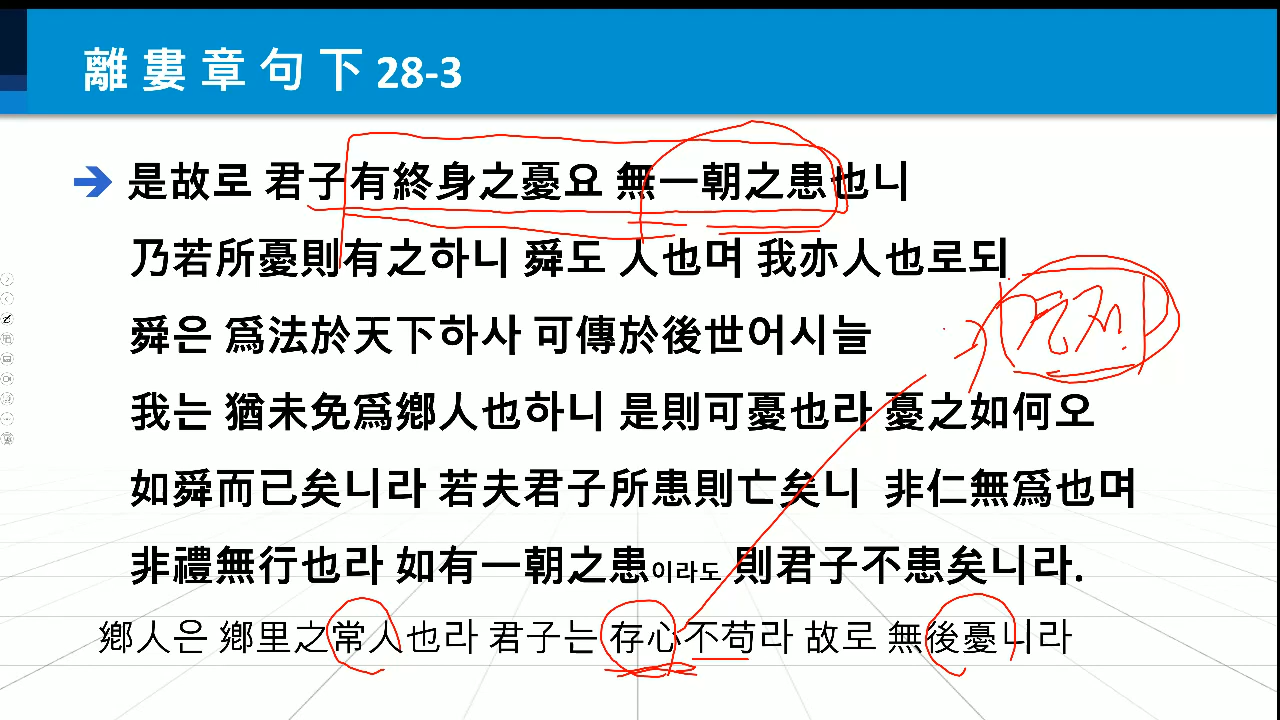 離婁章句下 28-3
是故로 君子有終身之憂요 無一朝之患也니
乃若所憂則有之하니 舜도 人也며 我亦人也로되
舜은 爲法於天下하사 可傳於後世어시늘
我는 猶未免爲鄕人也하니 是則可憂也라 憂之如何오
如舜而已矣니라 若夫君子所患則亡矣니 非仁無爲也며
非禮無行也라 如有一朝之患이라도 則君子不患矣니라.
鄕人은 鄕里之常人也라 君子는 存心不苟라 故로 無後憂니라